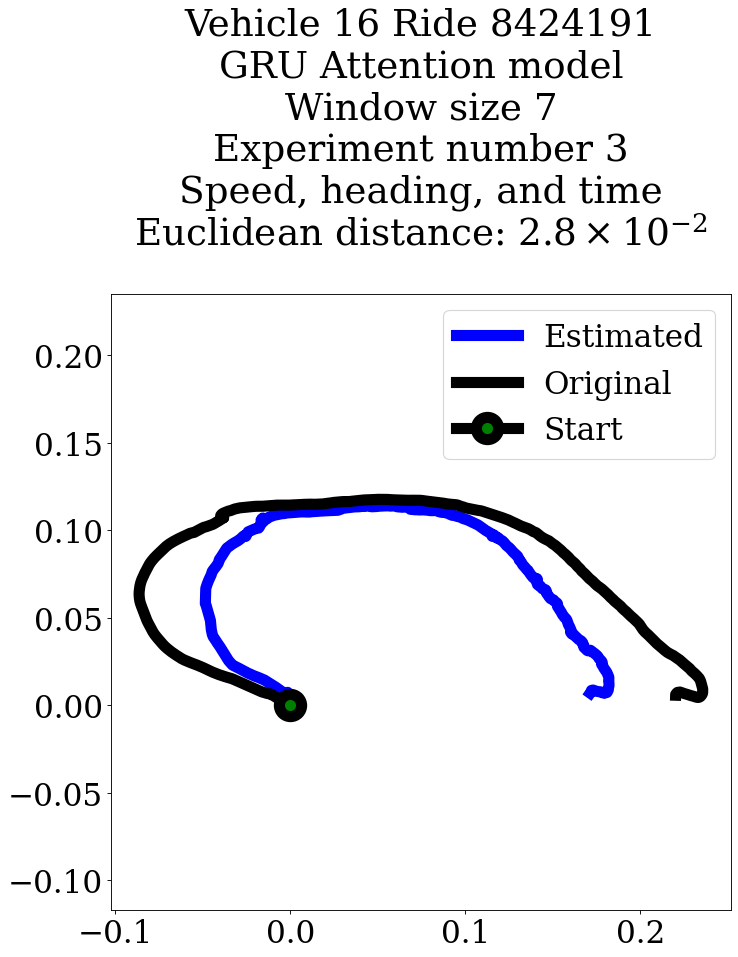 Vehicle 16 Ride 8424191
GRU Attention model
Window size 7
Experiment number 3
Speed, heading, and time
Euclidean distance: 2.8 × 10⁻²
Estimated
Original
Start
0.20
0.15
0.10
0.05
0.00
−0.05
−0.10
−0.1 0.0 0.1 0.2